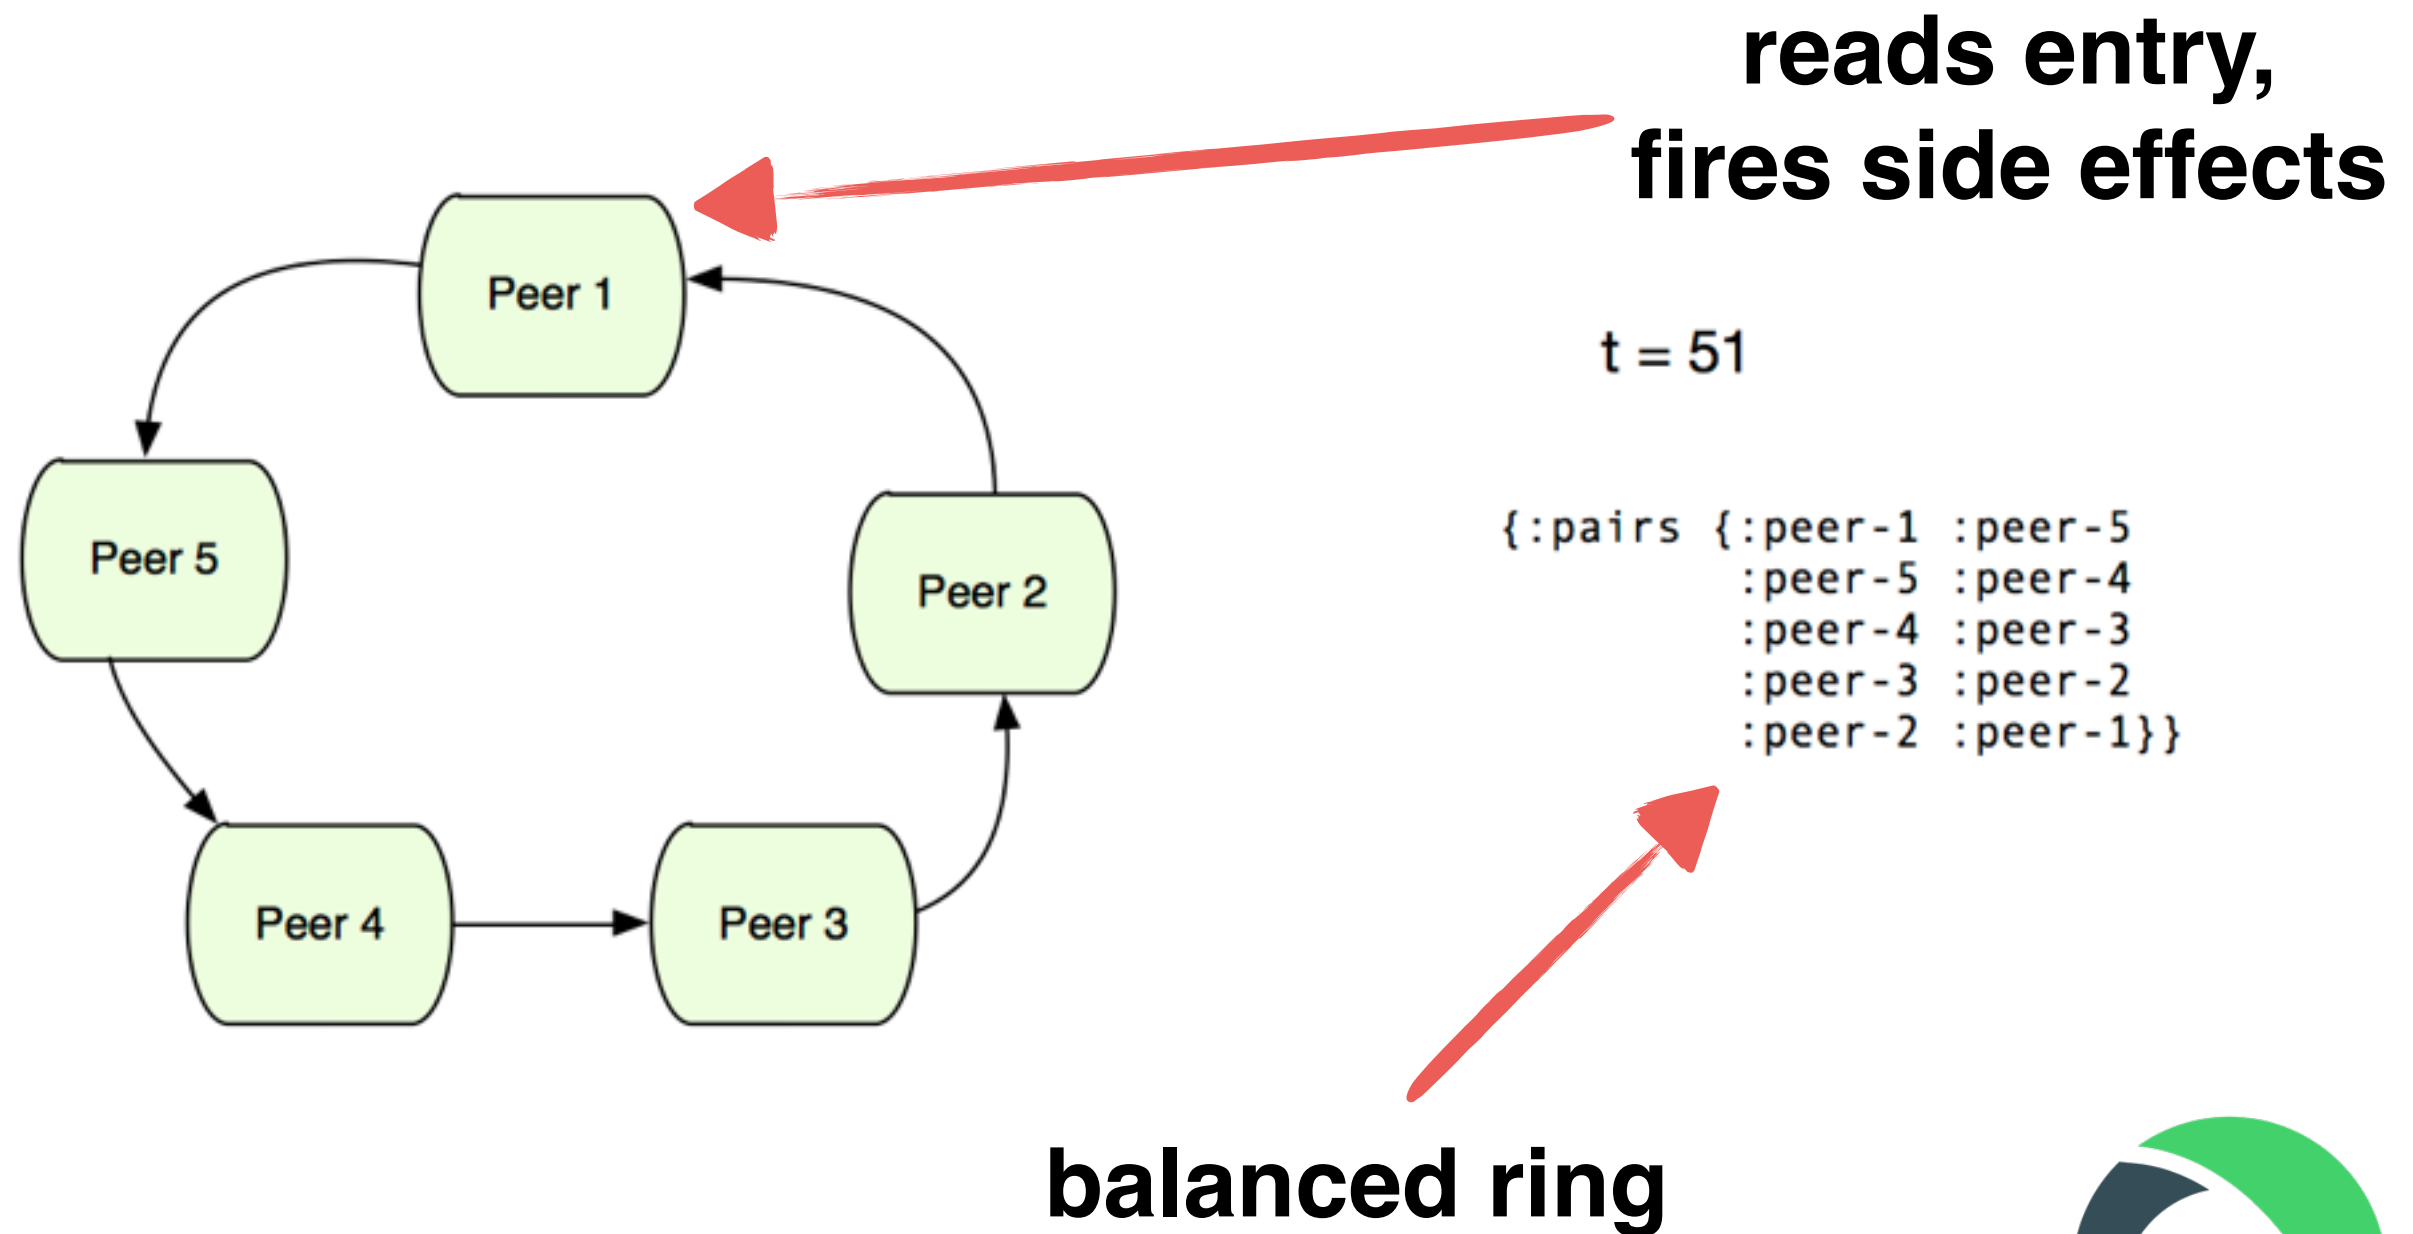 reads entry,
fires side effects
Peer 1
t = 51
Peer 5
Peer 2
{:pairs {:peer-1 :peer-5
:peer-5 :peer-4
:peer-4 :peer-3
:peer-3 :peer-2
:peer-2 :peer-1}}
Peer 4
Peer 3
balanced ring